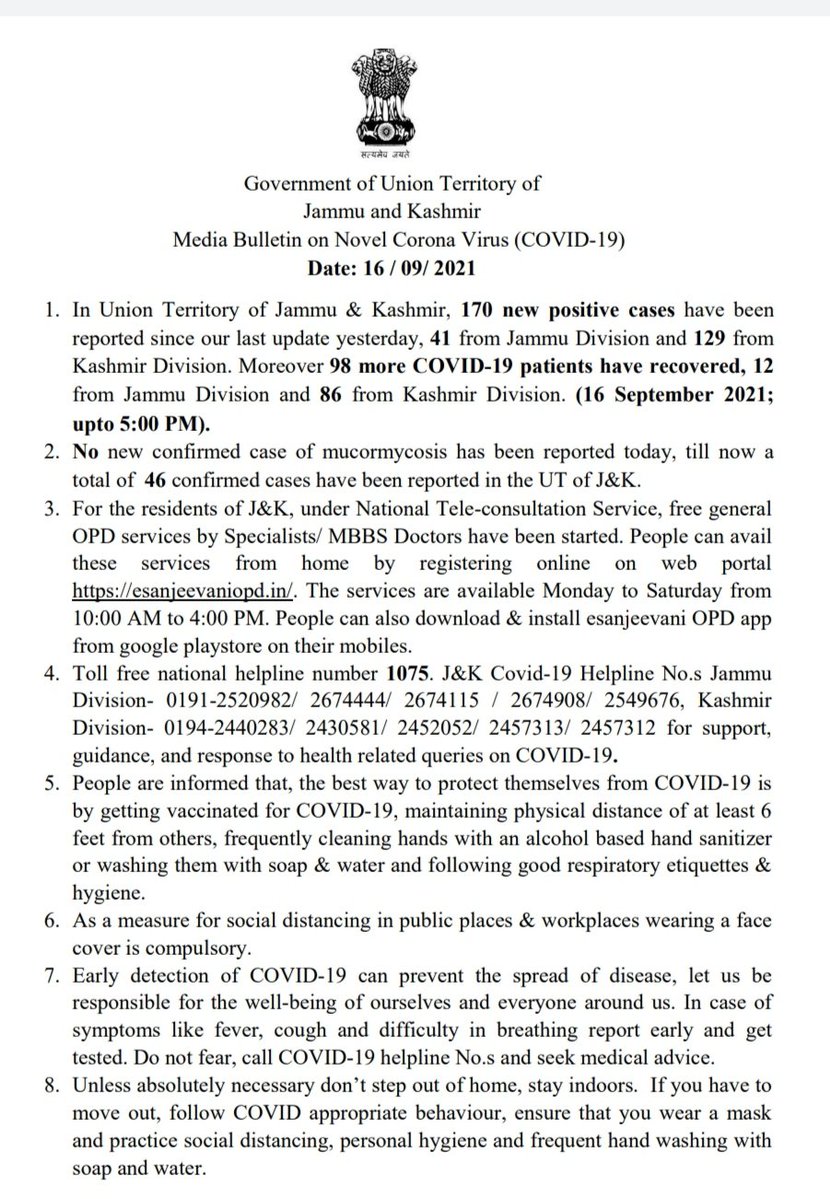 सत्यमेव जयते
Government of Union Territory of
Jammu and Kashmir
Media Bulletin on Novel Corona Virus (COVID-19)
Date: 16 / 09/ 2021
1. In Union Territory of Jammu & Kashmir, 170 new positive cases have been
reported since our last update yesterday, 41 from Jammu Division and 129 from
Kashmir Division. Moreover 98 more COVID-19 patients have recovered, 12
from Jammu Division and 86 from Kashmir Division. (16 September 2021;
upto 5:00 PM).
2. No new confirmed case of mucormycosis has been reported today, till now a
total of 46 confirmed cases have been reported in the UT of J&K.
3. For the residents of J&K, under National Tele-consultation Service, free general
OPD services by Specialists/ MBBS Doctors have been started. People can avail
these services from home by registering online on web portal
https://esanjeevaniopd.in/. The services are available Monday to Saturday from
10:00 AM to 4:00 PM. People can also download & install esanjeevani OPD app
from google playstore on their mobiles.
4. Toll free national helpline number 1075. J&K Covid-19 Helpline No.s Jammu
Division- 0191-2520982/ 2674444/ 2674115 / 2674908/ 2549676, Kashmir
Division- 0194-2440283/ 2430581/ 2452052/ 2457313/ 2457312 for support,
guidance, and response to health related queries on COVID-19.
5. People are informed that, the best way to protect themselves from COVID-19 is
by getting vaccinated for COVID-19, maintaining physical distance of at least 6
feet from others, frequently cleaning hands with an alcohol based hand sanitizer
or washing them with soap & water and following good respiratory etiquettes &
hygiene.
6. As a measure for social distancing in public places & workplaces wearing a face
cover is compulsory.
7. Early detection of COVID-19 can prevent the spread of disease, let us be
responsible for the well-being of ourselves and everyone around us. In case of
symptoms like fever, cough and difficulty in breathing report early and get
tested. Do not fear, call COVID-19 helpline No.s and seek medical advice.
8. Unless absolutely necessary don’t step out of home, stay indoors. If you have to
move out, follow COVID appropriate behaviour, ensure that you wear a mask
and practice social distancing, personal hygiene and frequent hand washing with
soap and water.